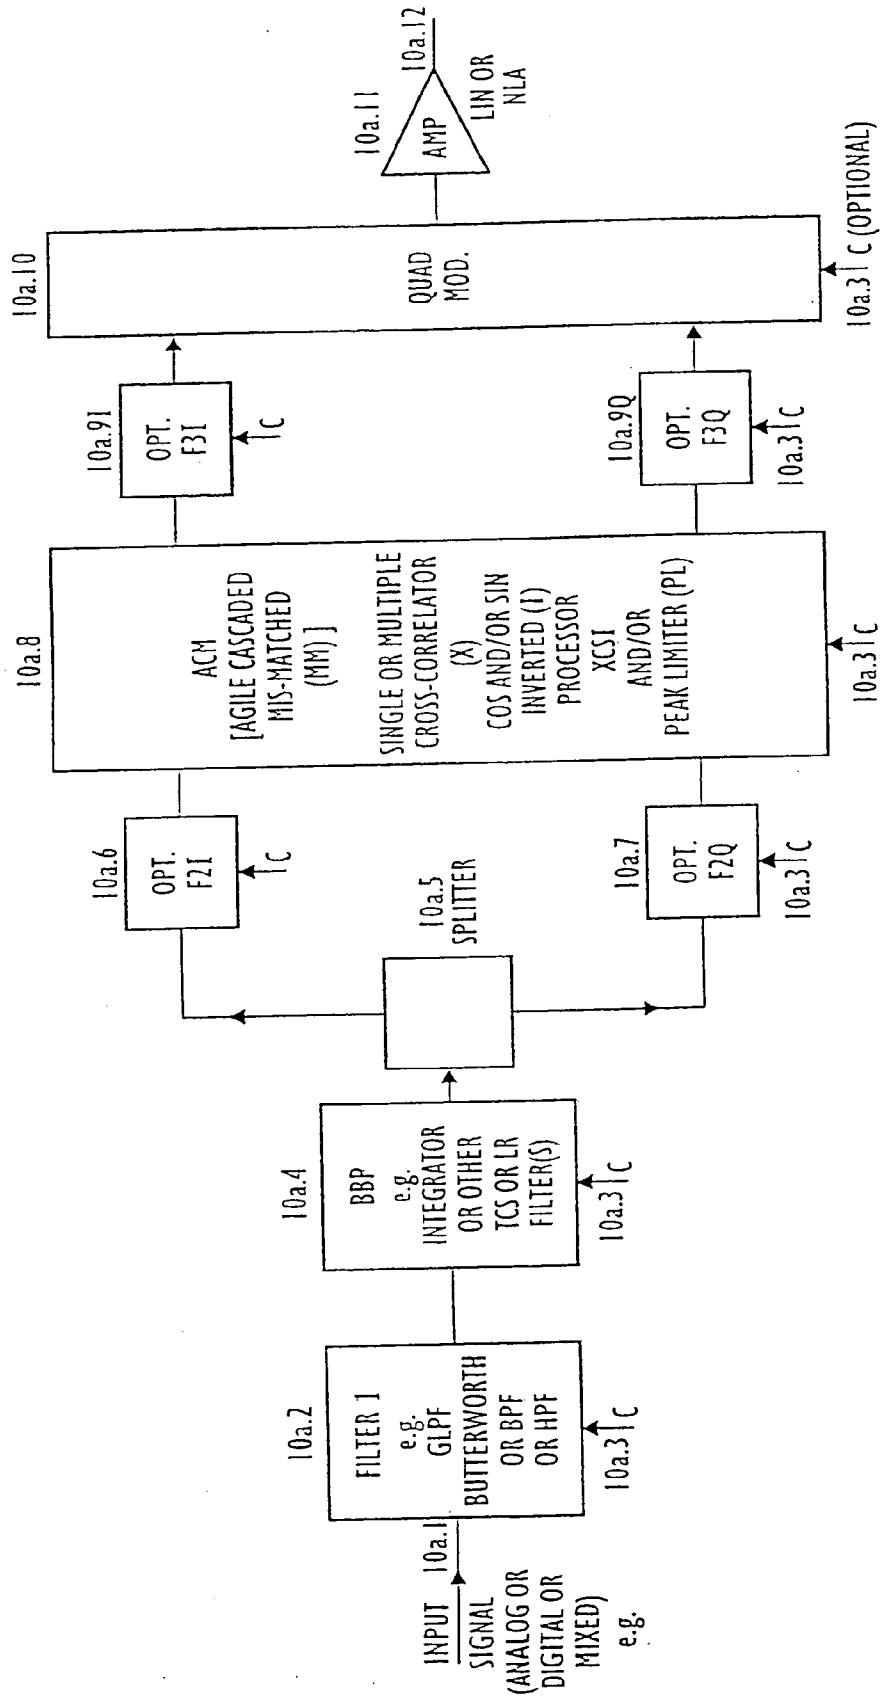 INPUT
SIGNAL
(ANALOG OR
DIGITAL OR
MIXED)
e.g.
10a.1
10a.2
FILTER 1
e.g.
GLPF
BUTTERWORTH
OR BPF
OR HPF
10a.3 | C
10a.4
BBP
e.g.
INTEGRATOR
OR OTHER
TCS OR LR
FILTER(S)
10a.3 | C
10a.5
SPLITTER
10a.6
OPT.
F2I
| C
10a.7
OPT.
F2Q
10a.3 | C
10a.8
ACM
[AGILE CASCADED
MIS-MATCHED
(MM) ]
SINGLE OR MULTIPLE
CROSS-CORRELATOR
(X)
COS AND/OR SIN
INVERTED (I)
PROCESSOR
XCSI
AND/OR
PEAK LIMITER (PL)
10a.3 | C
10a.9I
OPT.
F3I
| C
10a.9Q
OPT.
F3Q
10a.3 | C
10a.10
QUAD
MOD.
10a.3 | C (OPTIONAL)
10a.11
AMP
LIN OR
NLA
10a.12